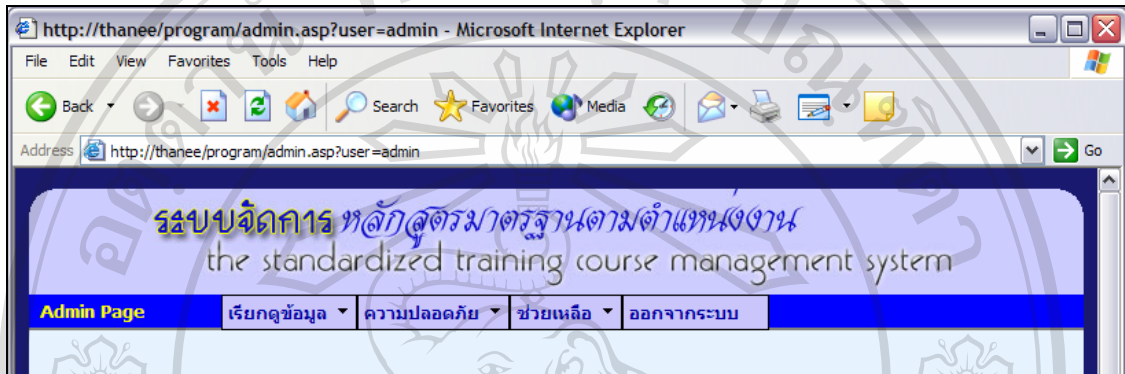 http://thanee/program/admin.asp?user=admin - Microsoft Internet Explorer
File Edit View Favorites Tools Help
Back Search Favorites Media
Address http://thanee/program/admin.asp?user=admin Go
ระบบจัดการ หลักสูตรมาตรฐานตามตำแหน่งงาน
the standardized training course management system
Admin Page เรียกดูข้อมูล ความปลอดภัย ช่วยเหลือ ออกจากระบบ